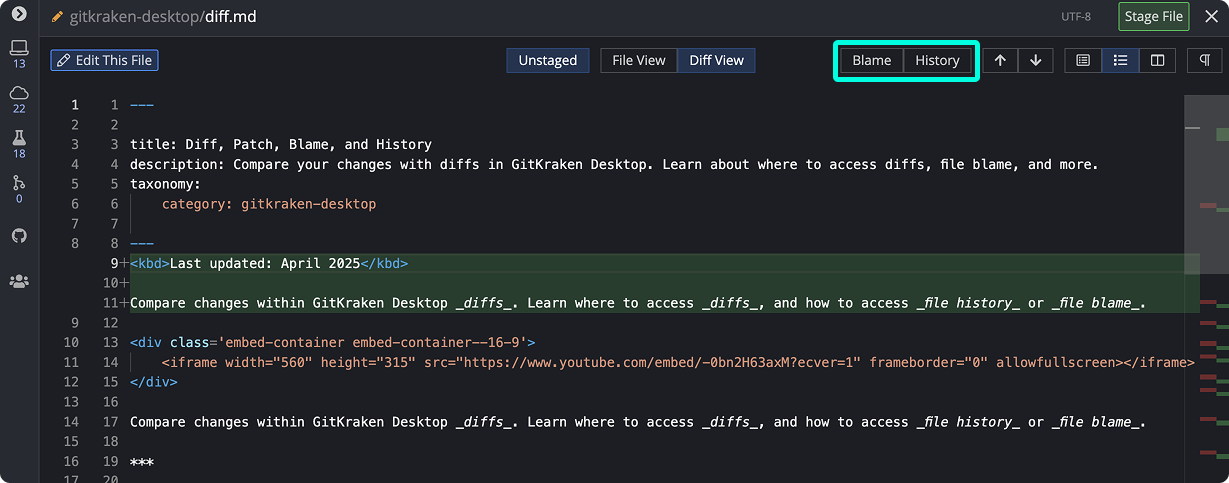 gitkraken-desktop/diff.md UTF-8 Stage File
Edit This File Unstaged File View Diff View Blame History
13
22
18
0
1 1 ---
2 2
3 3 title: Diff, Patch, Blame, and History
4 4 description: Compare your changes with diffs in GitKraken Desktop. Learn about where to access diffs, file blame, and more.
5 5 taxonomy:
6 6 category: gitkraken-desktop
7 7
8 8 ---
9+<kbd>Last updated: April 2025</kbd>
10+
11+Compare changes within GitKraken Desktop _diffs_. Learn where to access _diffs_, and how to access _file history_ or _file blame_.
9 12
10 13 <div class='embed-container embed-container--16-9'>
11 14 <iframe width="560" height="315" src="https://www.youtube.com/embed/-0bn2H63axM?ecver=1" frameborder="0" allowfullscreen></iframe>
12 15 </div>
13 16
14 17 Compare changes within GitKraken Desktop _diffs_. Learn where to access _diffs_, and how to access _file history_ or _file blame_.
15 18
16 19 ***
17 20